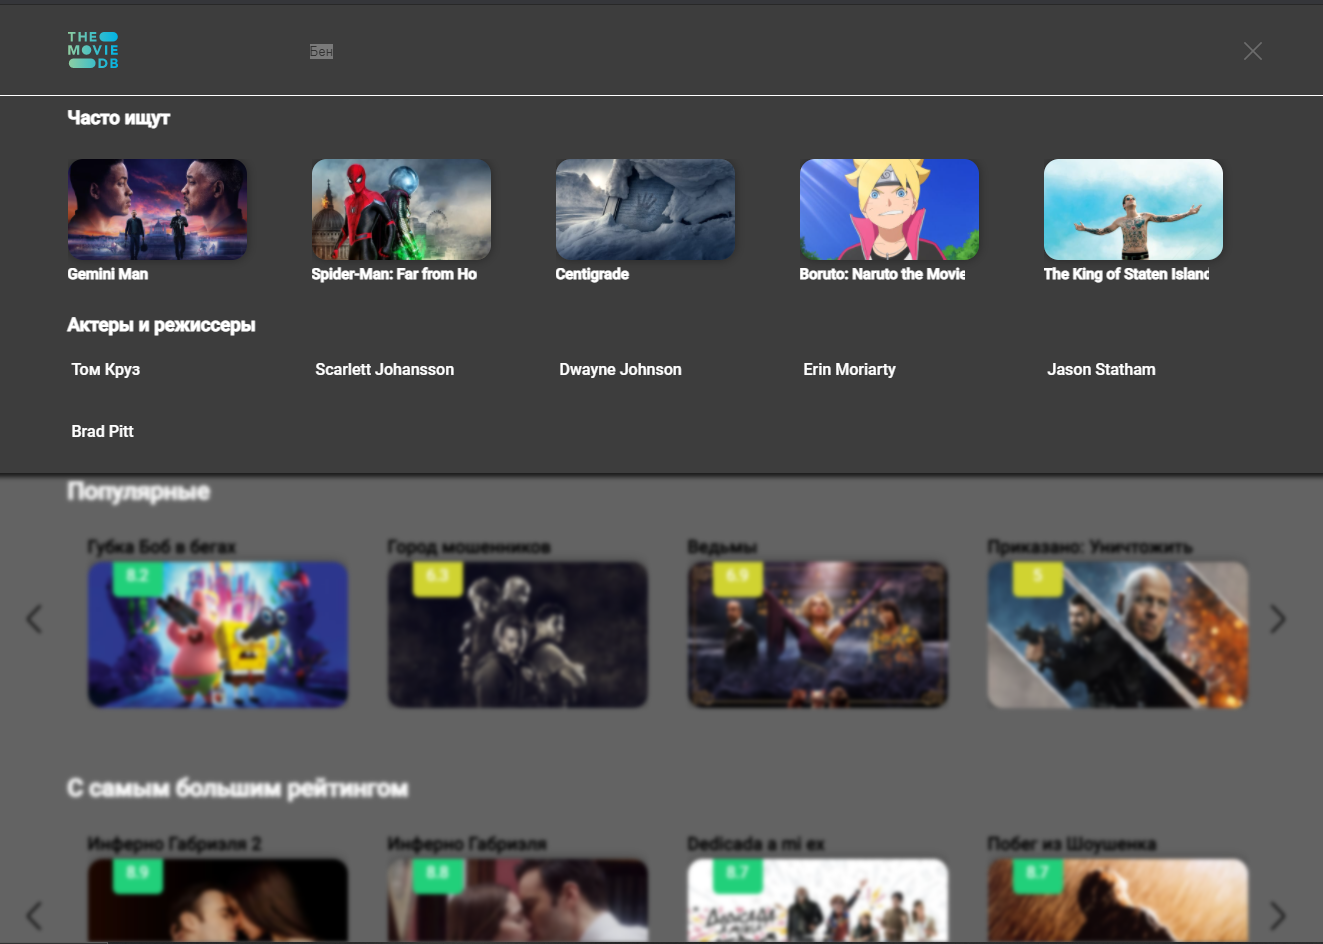 THE
MOVIE
DB
Бен
Часто ищут
Gemini Man
Spider-Man: Far from Ho
Centigrade
Boruto: Naruto the Movie
The King of Staten Island
Актеры и режиссеры
Том Круз
Scarlett Johansson
Dwayne Johnson
Erin Moriarty
Jason Statham
Brad Pitt
Популярные
Губка Боб в бегах
Город мошенников
Ведьмы
Приказано: Уничтожить
8.2
6.3
6.9
5
С самым большим рейтингом
Инферно Габриэля 2
Инферно Габриэля
Dedicada a mi ex
Побег из Шоушенка
8.9
8.8
8.7
8.7
DEDICADA